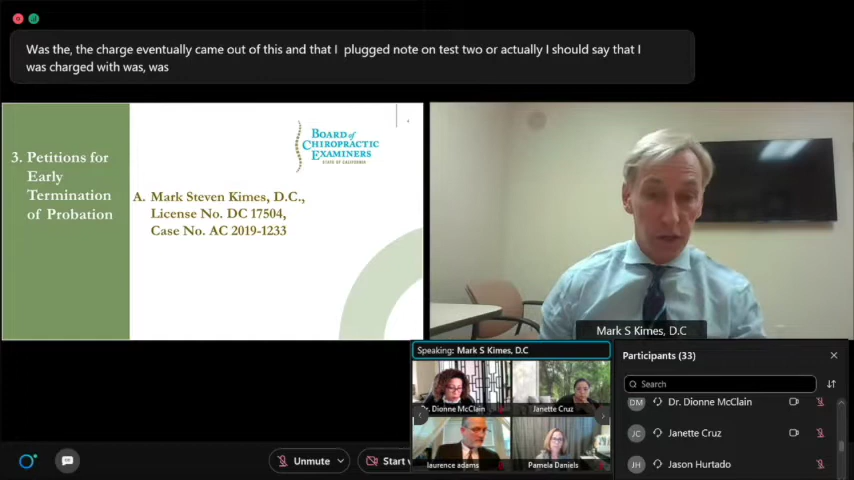 Was the, the charge eventually came out of this and that I plugged note on test two or actually I should say that I
was charged with was, was
3. Petitions for
Early
Termination
of Probation
BOARD of
CHIROPRACTIC
EXAMINERS
STATE OF CALIFORNIA
A. Mark Steven Kimes, D.C.,
License No. DC 17504,
Case No. AC 2019-1233
Mark S Kimes, D.C
Speaking: Mark S Kimes, D.C
Dr. Dionne McClain
Janette Cruz
laurence adams
Pamela Daniels
Participants (33)
Search
DM Dr. Dionne McClain
JC Janette Cruz
JH Jason Hurtado
Unmute
Start